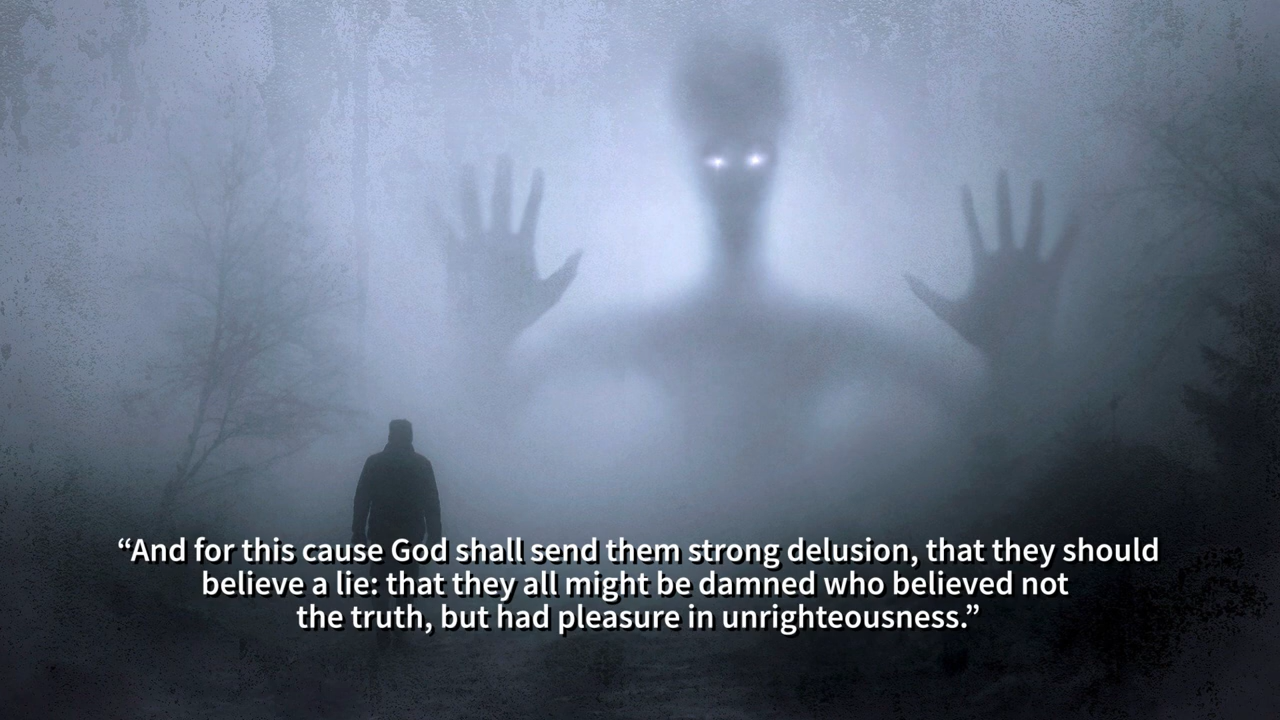 “And for this cause God shall send them strong delusion, that they should
believe a lie: that they all might be damned who believed not
the truth, but had pleasure in unrighteousness.”